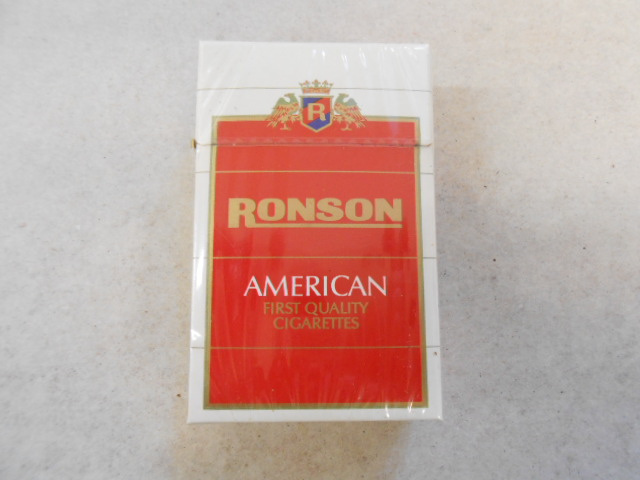 R
RONSON
AMERICAN
FIRST QUALITY
CIGARETTES